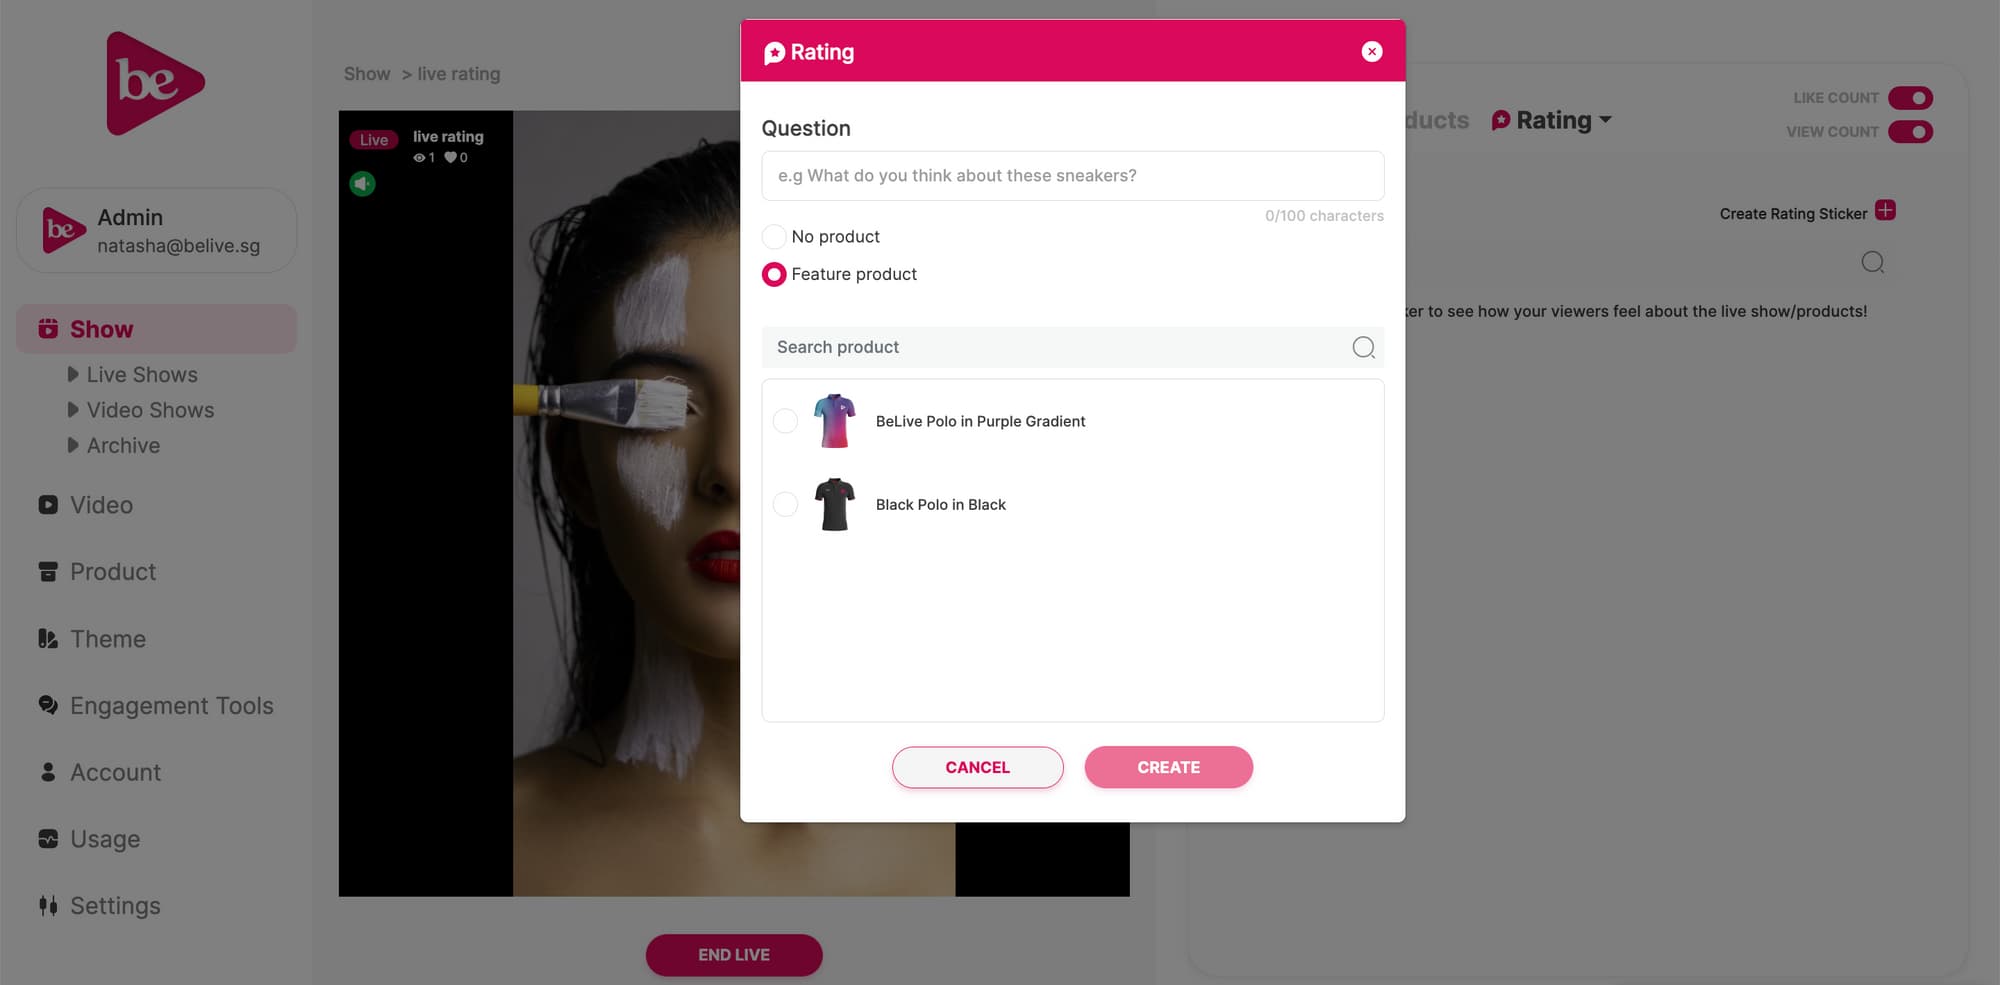 be
Admin
natasha@belive.sg
Show
Live Shows
Video Shows
Archive
Video
Product
Theme
Engagement Tools
Account
Usage
Settings
Show > live rating
Live
live rating
1 0
END LIVE
Rating
Question
e.g What do you think about these sneakers?
0/100 characters
No product
Feature product
Search product
BeLive Polo in Purple Gradient
Black Polo in Black
CANCEL
CREATE
ducts
Rating
LIKE COUNT
VIEW COUNT
Create Rating Sticker
ker to see how your viewers feel about the live show/products!